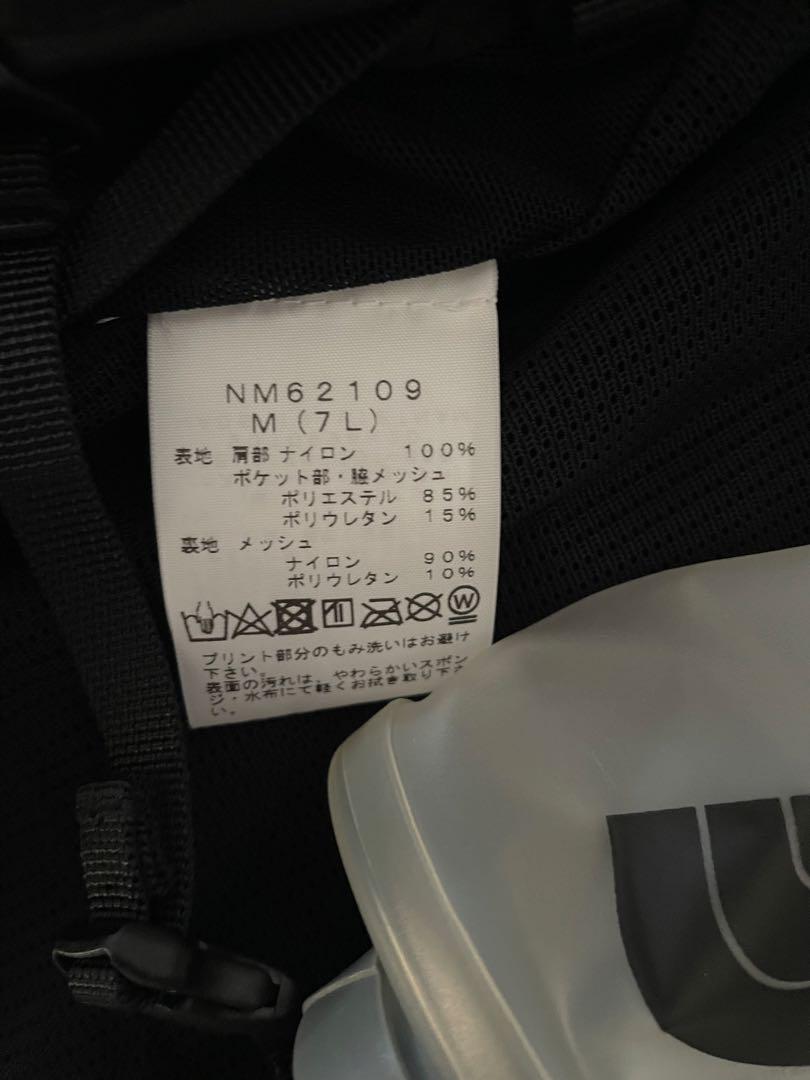 NM62109
M(7L)
表地 肩部 ナイロン 100%
ポケット部・脇メッシュ
ポリエステル 85%
ポリウレタン 15%
裏地 メッシュ
ナイロン 90%
ポリウレタン 10%
W
プリント部分のもみ洗いはお避け
下さい。
表面の汚れは、やわらかいスポン
ジ・水布にて軽くお拭き取り下さ
い。